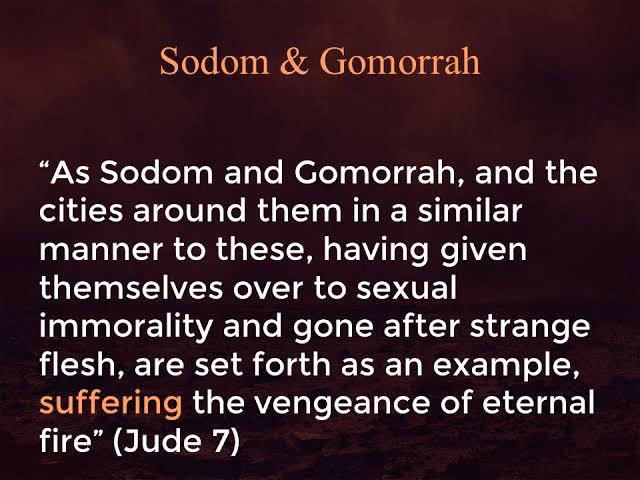 Sodom & Gomorrah
“As Sodom and Gomorrah, and the
cities around them in a similar
manner to these, having given
themselves over to sexual
immorality and gone after strange
flesh, are set forth as an example,
suffering the vengeance of eternal
fire” (Jude 7)